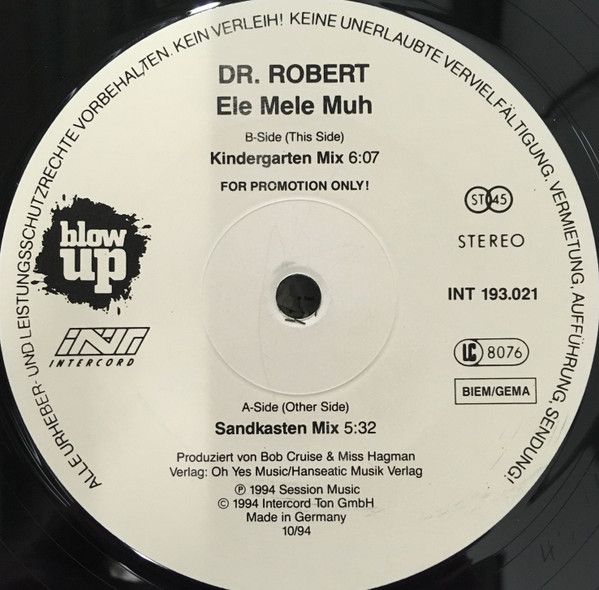 ALLE URHEBER- UND LEISTUNGSSCHUTZRECHTE VORBEHALTEN. KEIN VERLEIH! KEINE UNERLAUBTE VERVIELFÄLTIGUNG, VERMIETUNG, AUFFÜHRUNG, SENDUNG!
DR. ROBERT
Ele Mele Muh
B-Side (This Side)
Kindergarten Mix 6:07
FOR PROMOTION ONLY!
blow
up
INT
INTERCORD
ST 45
STEREO
INT 193.021
LC 8076
BIEM/GEMA
A-Side (Other Side)
Sandkasten Mix 5:32
Produziert von Bob Cruise & Miss Hagman
Verlag: Oh Yes Music/Hanseatic Musik Verlag
℗ 1994 Session Music
© 1994 Intercord Ton GmbH
Made in Germany
10/94